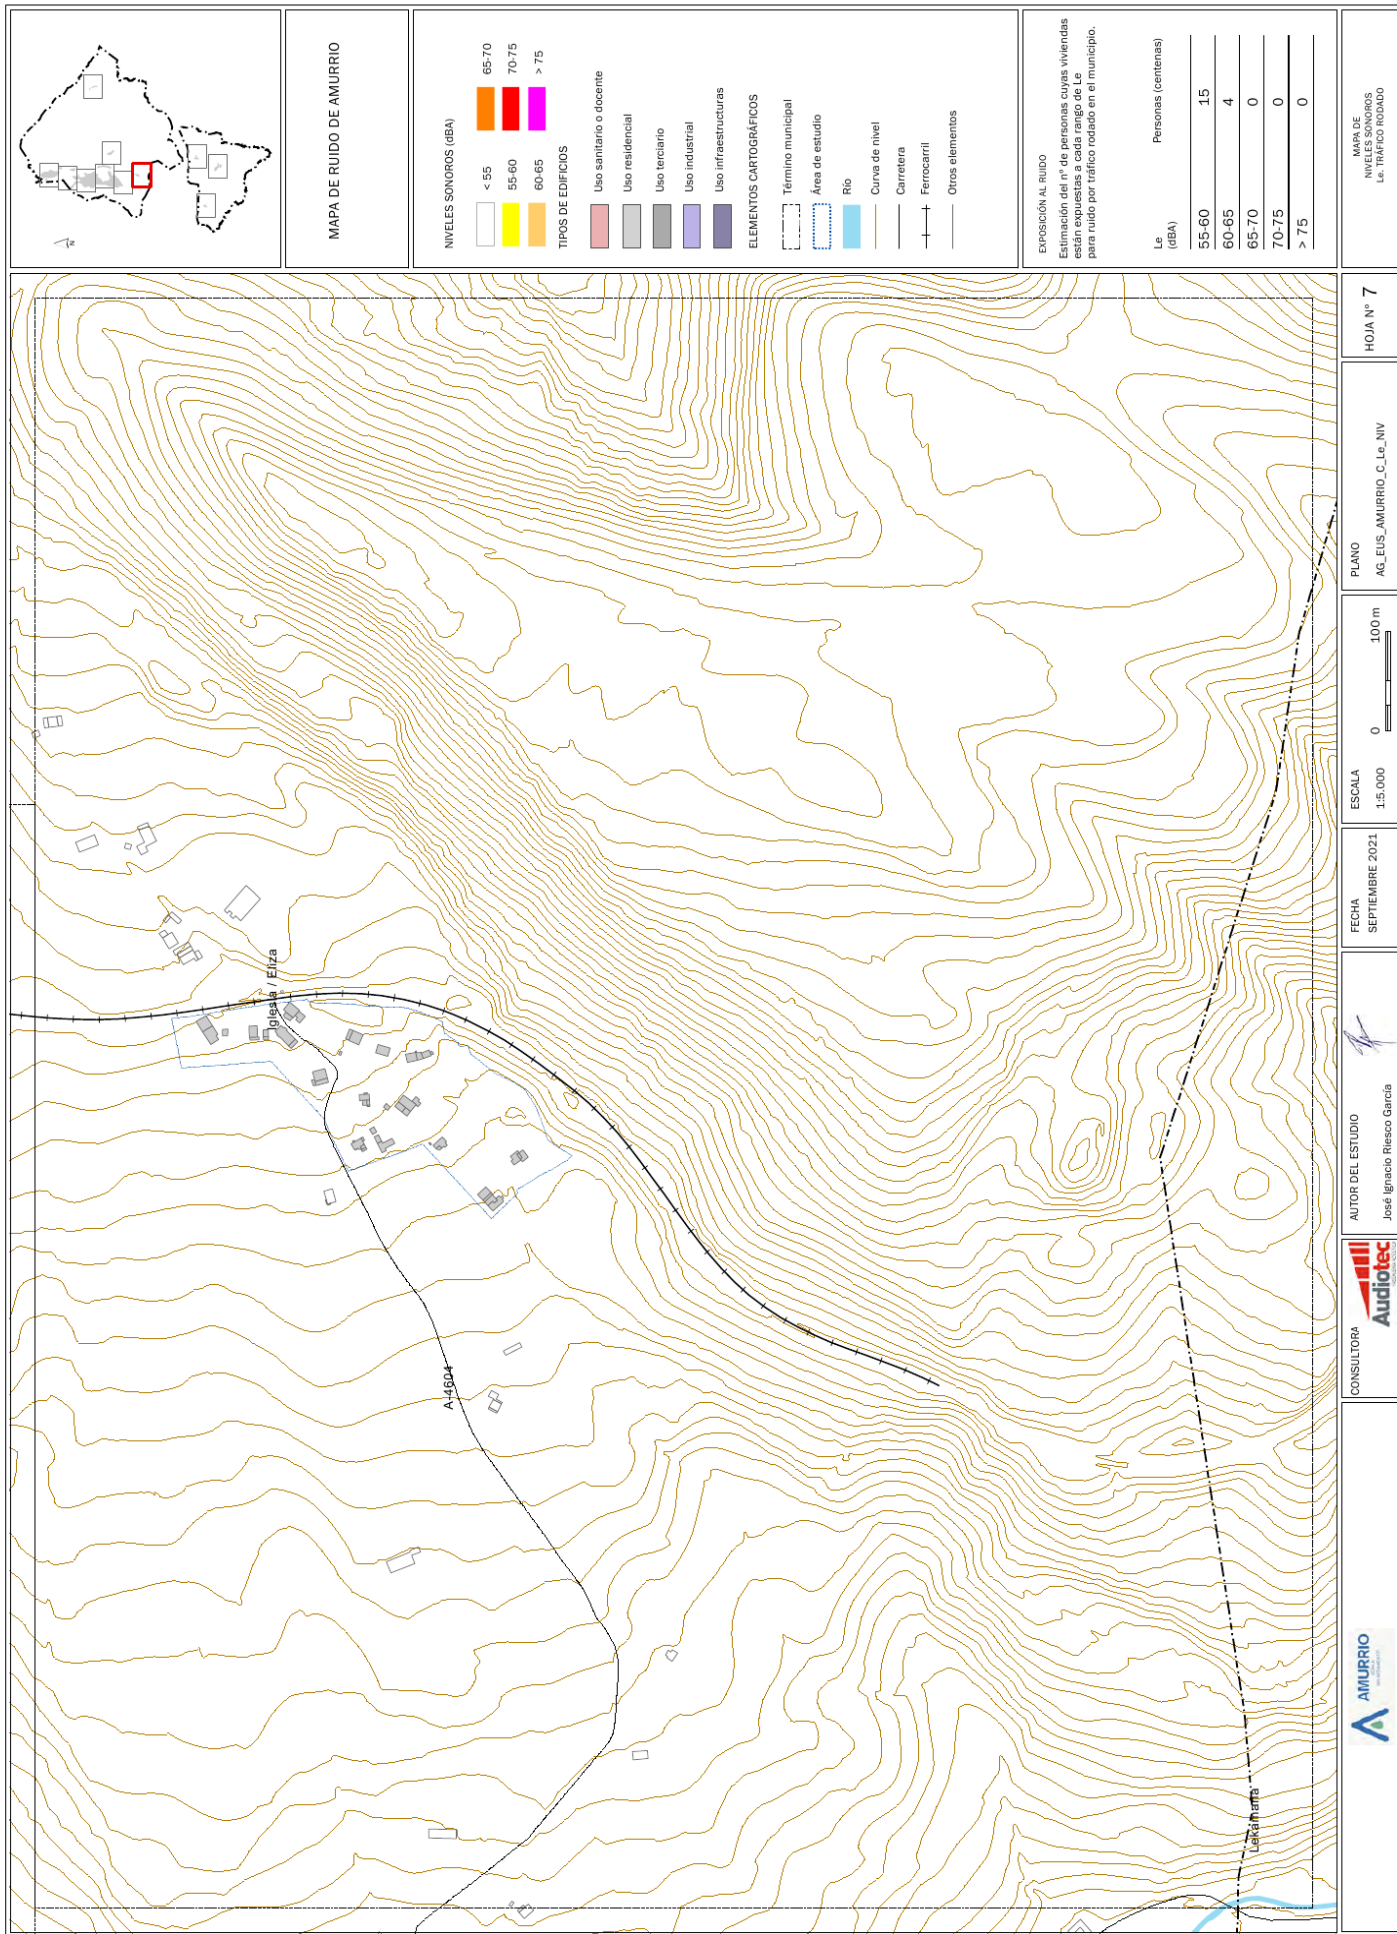 MAPA DE RUIDO DE AMURRIO
NIVELES SONOROS (dBA)
< 55
65-70
55-60
70-75
60-65
> 75
TIPOS DE EDIFICIOS
Uso sanitario o docente
Uso residencial
Uso terciario
Uso industrial
Uso infraestructuras
ELEMENTOS CARTOGRÁFICOS
Término municipal
Área de estudio
Río
Curva de nivel
Carretera
Ferrocarril
Otros elementos
EXPOSICIÓN AL RUIDO
Estimación del nº de personas cuyas viviendas
están expuestas a cada rango de Le
para ruido por tráfico rodado en el municipio.
Le
(dBA)
Personas (centenas)
55-60 15
60-65 4
65-70 0
70-75 0
> 75 0
MAPA DE
NIVELES SONOROS
Le. TRÁFICO RODADO
N
Iglesia / Eliza
A-4604
Lekamaña
AMURRIO
CONSULTORA
Audiotec
AUTOR DEL ESTUDIO
José Ignacio Riesco García
FECHA
SEPTIEMBRE 2021
ESCALA
1:5.000
0 100 m
PLANO
AG_EUS_AMURRIO_C_Le_NIV
HOJA Nº 7